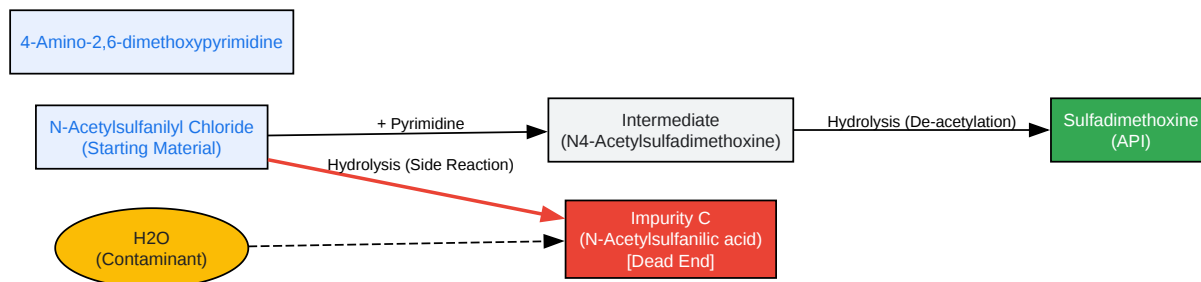 4-Amino-2,6-dimethoxypyrimidine
N-Acetylsulfanilyl Chloride
(Starting Material)
+ Pyrimidine
Hydrolysis (Side Reaction)
Intermediate
(N4-Acetylsulfadimethoxine)
Hydrolysis (De-acetylation)
Sulfadimethoxine
(API)
H2O
(Contaminant)
Impurity C
(N-Acetylsulfanilic acid)
[Dead End]